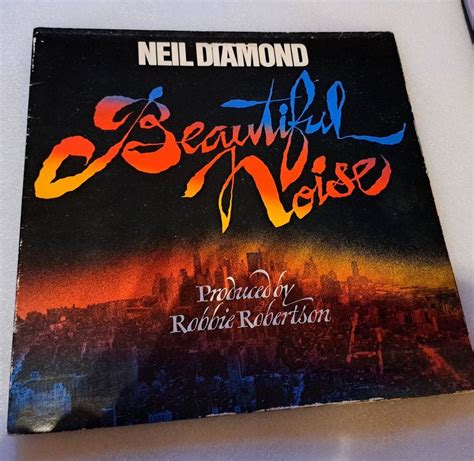 NEIL DIAMOND
Beautiful
Noise
Produced by
Robbie Robertson